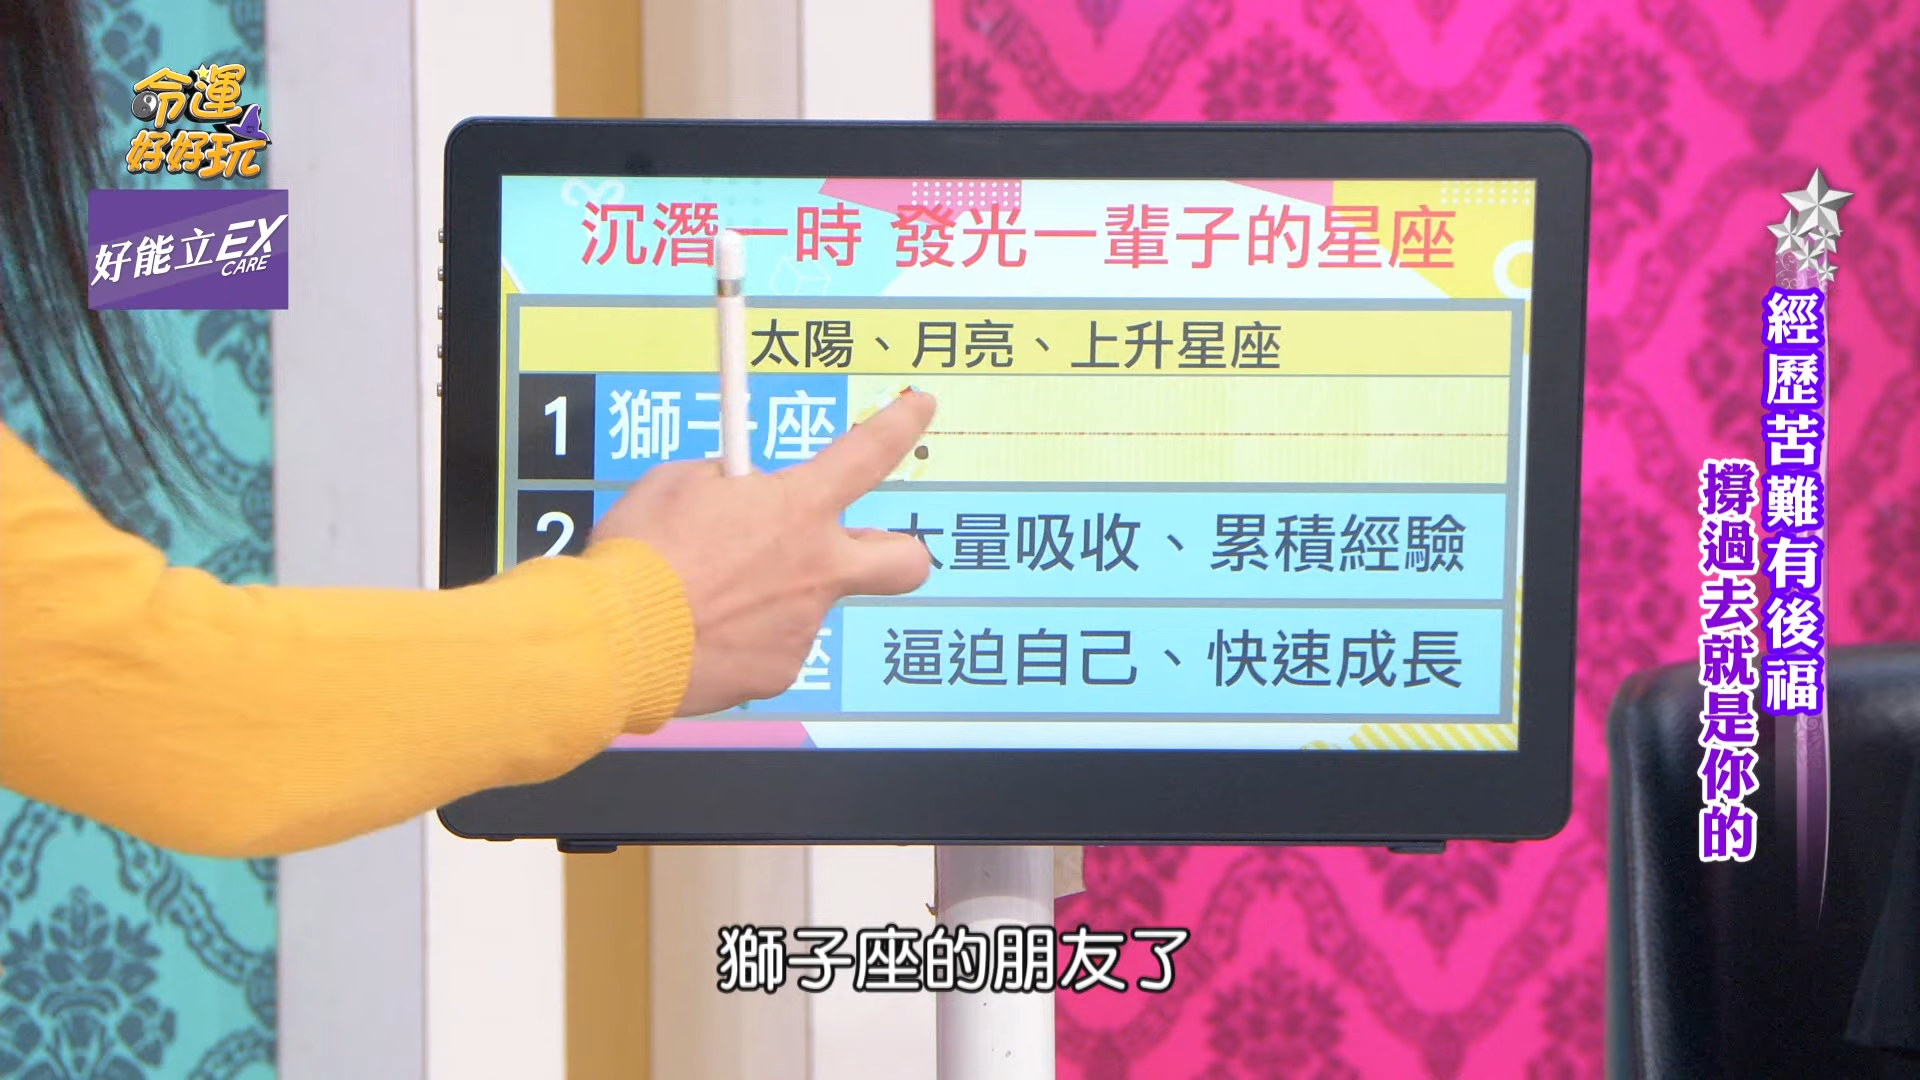 命運
好好玩
好能立EX
CARE
沉潛一時 發光一輩子的星座
太陽、月亮、上升星座
1 獅子座
2
大量吸收、累積經驗
座 逼迫自己、快速成長
經歷苦難有後福
撐過去就是你的
獅子座的朋友了